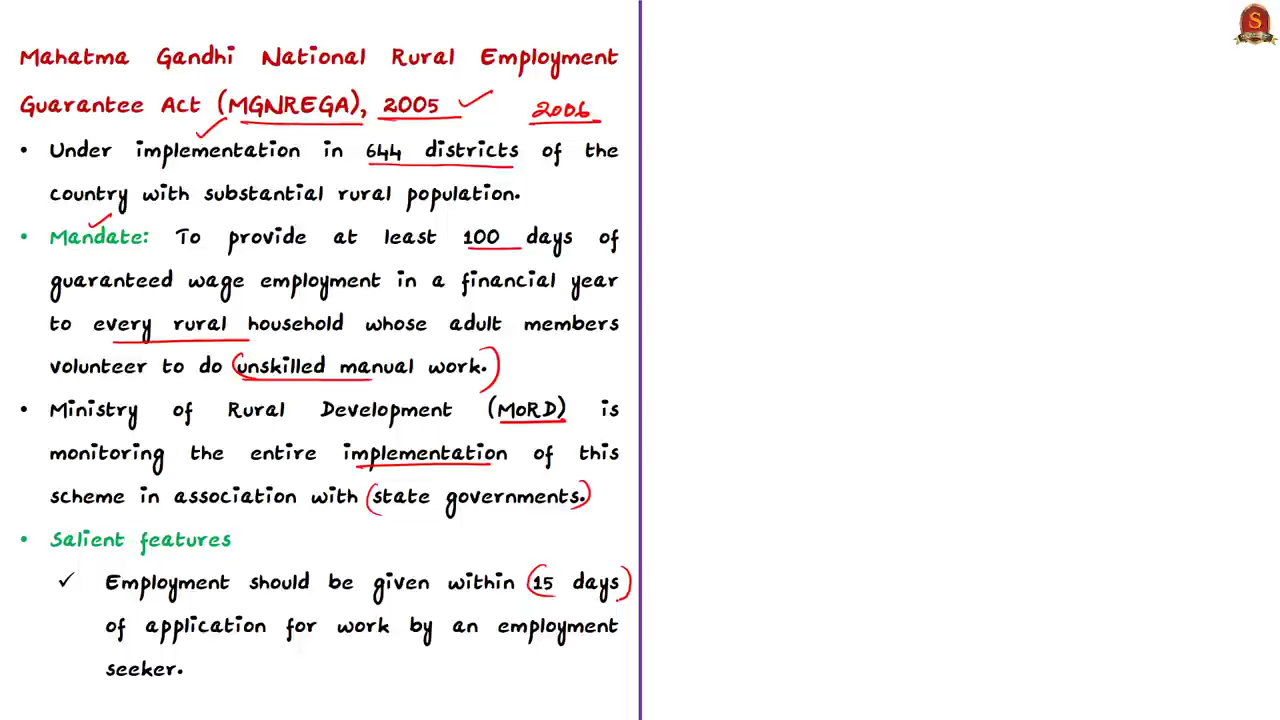 Mahatma Gandhi National Rural Employment
Guarantee Act (MGNREGA), 2005 2006
• Under implementation in 644 districts of the
country with substantial rural population.
• Mandate: To provide at least 100 days of
guaranteed wage employment in a financial year
to every rural household whose adult members
volunteer to do unskilled manual work.
• Ministry of Rural Development (MoRD) is
monitoring the entire implementation of this
scheme in association with state governments.
• Salient features
✓ Employment should be given within 15 days
of application for work by an employment
seeker.
S